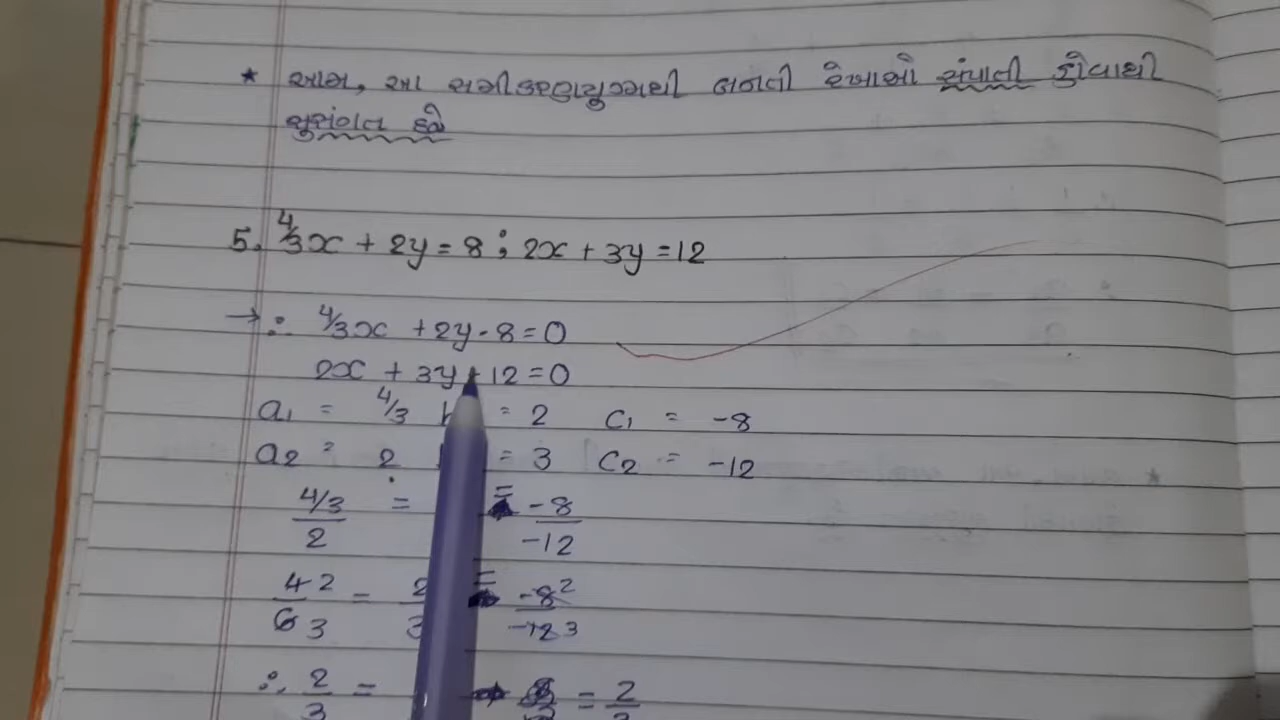 * આમ, આ સમીકરણયુગ્મથી બનતી રેખાઓ સંપાતી હોવાથી
સુસંગત હશે
5. 4/3x + 2y = 8 ; 2x + 3y = 12
→ ∴ 4/3x + 2y - 8 = 0
2x + 3y - 12 = 0
a1 = 4/3 = 2 c1 = -8
a2 = 2 = 3 c2 = -12
4/3 / 2 = = -8 / -12
4 2 / 6 3 = 2 / 3 = -8 2 / -12 3
∴ 2/3 = = 2